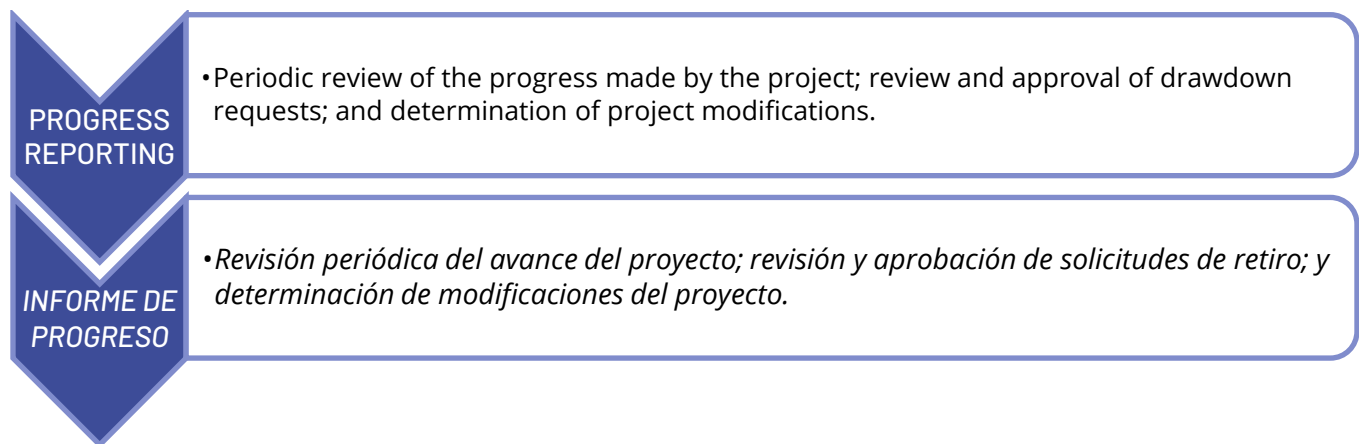 PROGRESS
REPORTING
•Periodic review of the progress made by the project; review and approval of drawdown
requests; and determination of project modifications.
INFORME DE
PROGRESO
•Revisión periódica del avance del proyecto; revisión y aprobación de solicitudes de retiro; y
determinación de modificaciones del proyecto.